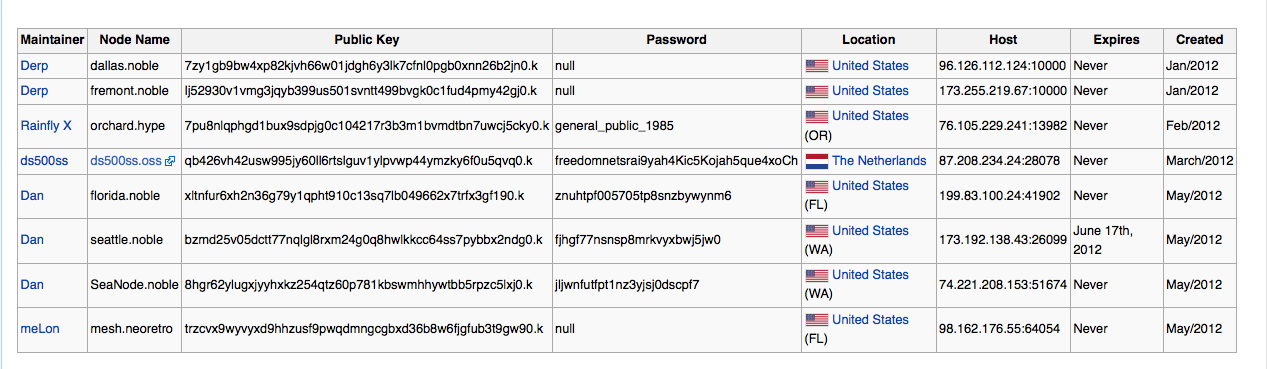 Maintainer Node Name Public Key Password Location Host Expires Created
Derp dallas.noble 7zy1gb9bw4xp82kjvh66w01jdgh6y3lk7cfnl0pgb0xnn26b2jn0.k null United States 96.126.112.124:10000 Never Jan/2012
Derp fremont.noble lj52930v1vmg3jqyb399us501svntt499bvgk0c1fud4pmy42gj0.k null United States 173.255.219.67:10000 Never Jan/2012
Rainfly X orchard.hype 7pu8nlqphgd1bux9sdpjg0c104217r3b3m1bvmdtbn7uwcj5cky0.k general_public_1985 United States 76.105.229.241:13982 Never Feb/2012
(OR)
ds500ss ds500ss.oss qb426vh42usw995jy60ll6rtslguv1ylpvwp44ymzky6f0u5qvq0.k freedomnetsrai9yah4Kic5Kojah5que4xoCh The Netherlands 87.208.234.24:28078 Never March/2012
Dan florida.noble xltnfur6xh2n36g79y1qpht910c13sq7lb049662x7trfx3gf190.k znuhtpf005705tp8snzbywynm6 United States 199.83.100.24:41902 Never May/2012
(FL)
Dan seattle.noble bzmd25v05dctt77nqlgl8rxm24g0q8hwlkkcc64ss7pybbx2ndg0.k fjhgf77nsnsp8mrkvyxbwj5jw0 United States 173.192.138.43:26099 June 17th, May/2012
(WA) 2012
Dan SeaNode.noble 8hgr62ylugxjyyhxkz254qtz60p781kbswmhhywtbb5rpzc5lxj0.k jljwnfutfpt1nz3yjsj0dscpf7 United States 74.221.208.153:51674 Never May/2012
(WA)
meLon mesh.neoretro trzcvx9wyvyxd9hhzusf9pwqdmngcgbxd36b8w6fjgfub3t9gw90.k null United States 98.162.176.55:64054 Never May/2012
(FL)